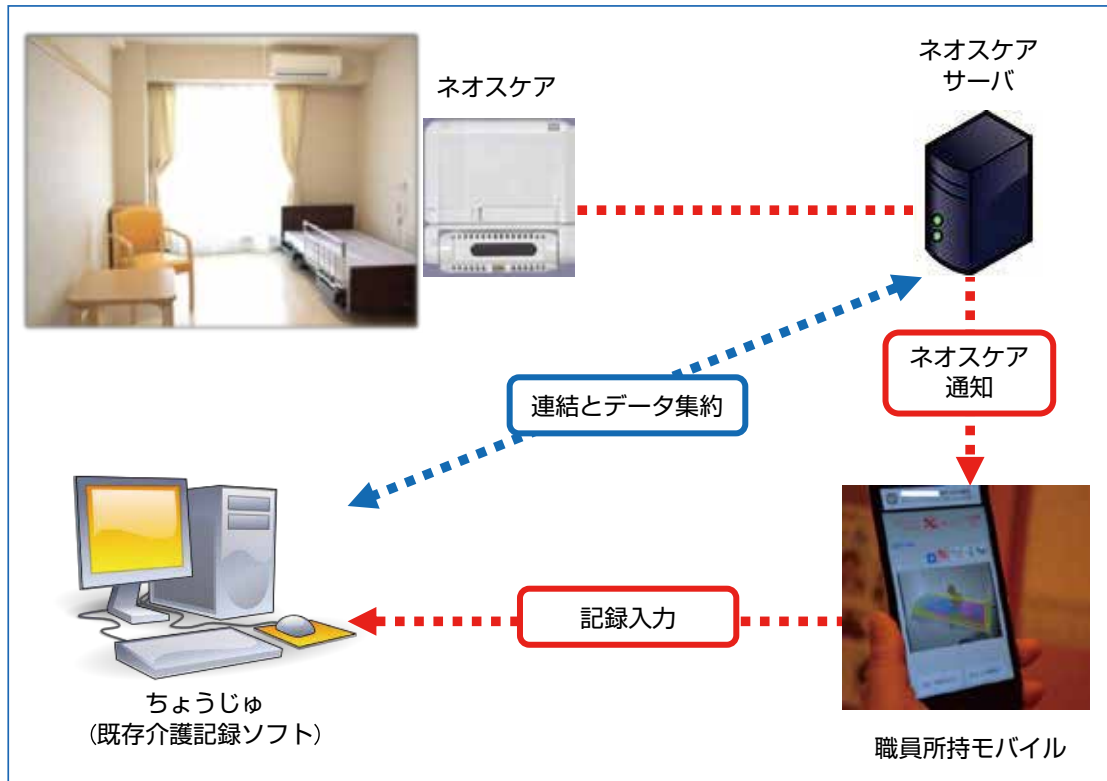 ネオスケア
ネオスケア
サーバ
ネオスケア
通知
連結とデータ集約
記録入力
ちょうじゅ
(既存介護記録ソフト)
職員所持モバイル